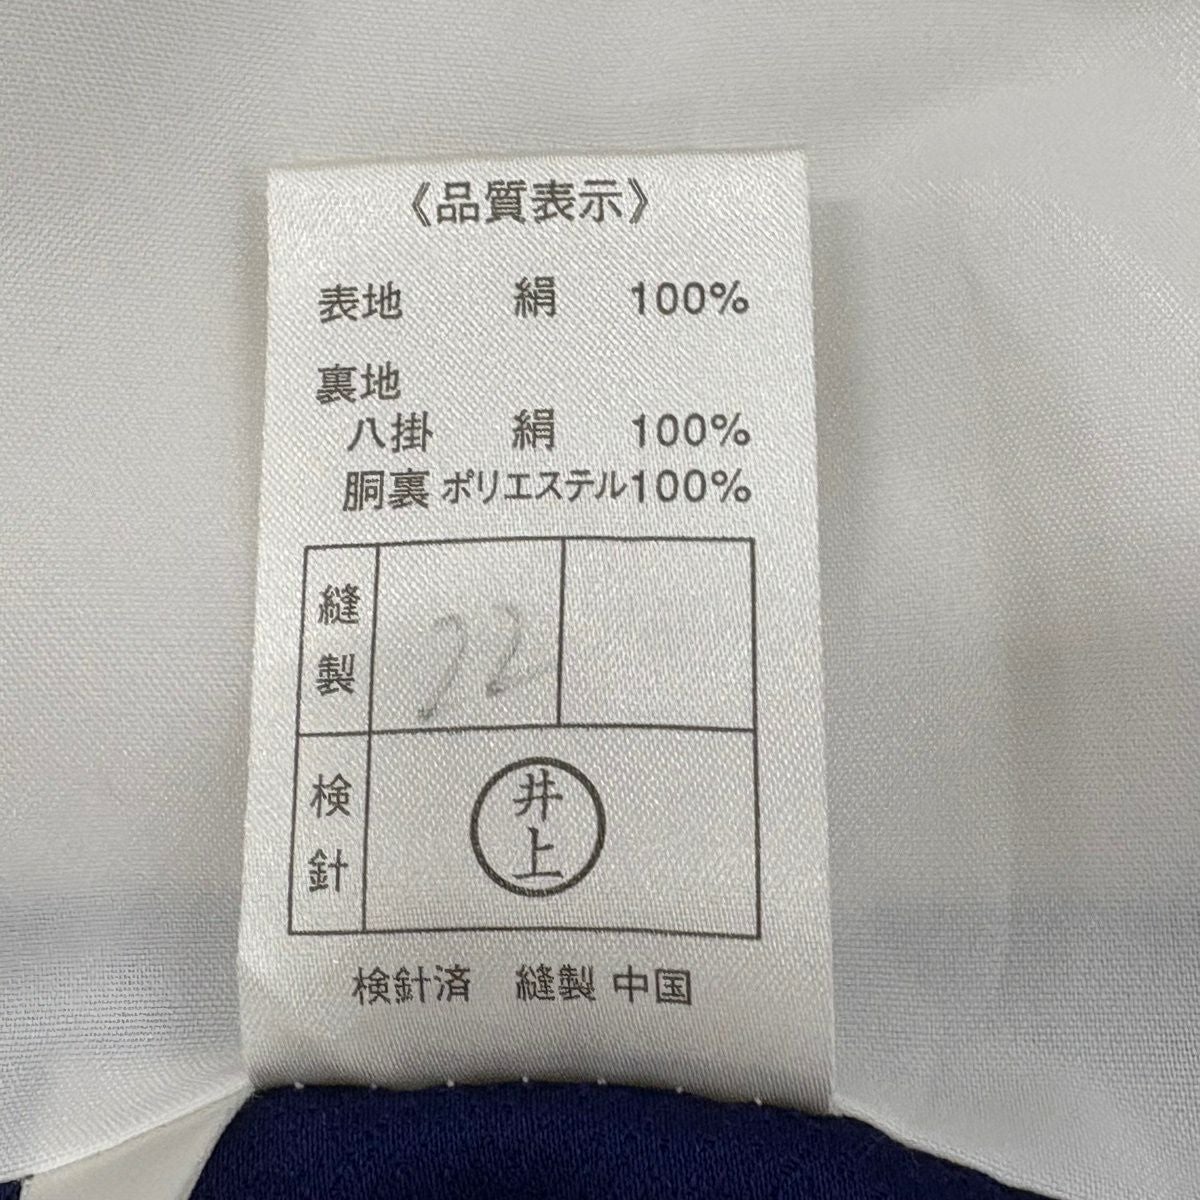 《品質表示》
表地 絹 100%
裏地
八掛 絹 100%
胴裏 ポリエステル100%
縫製 22
検針 井上
検針済 縫製 中国